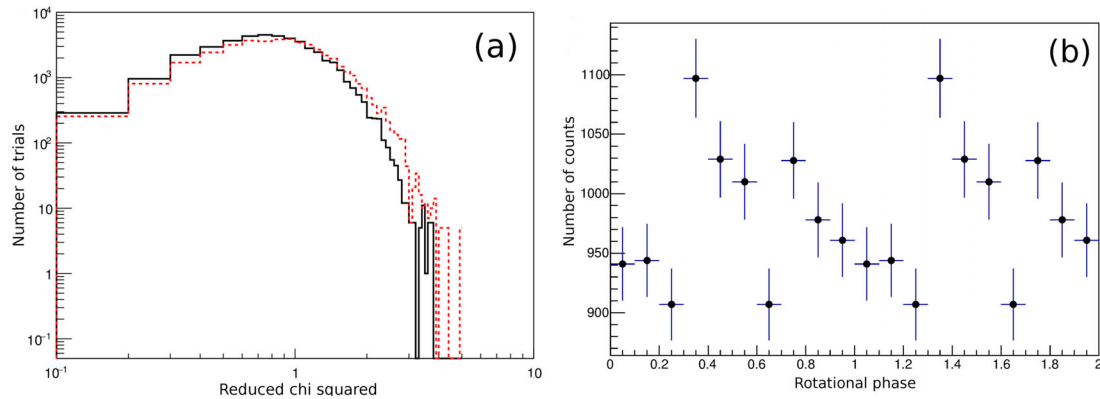 (a)
Number of trials
10⁴
10³
10²
10
1
10⁻¹
10⁻¹ 1 10
Reduced chi squared
(b)
Number of counts
1100
1050
1000
950
900
0 0.2 0.4 0.6 0.8 1 1.2 1.4 1.6 1.8 2
Rotational phase